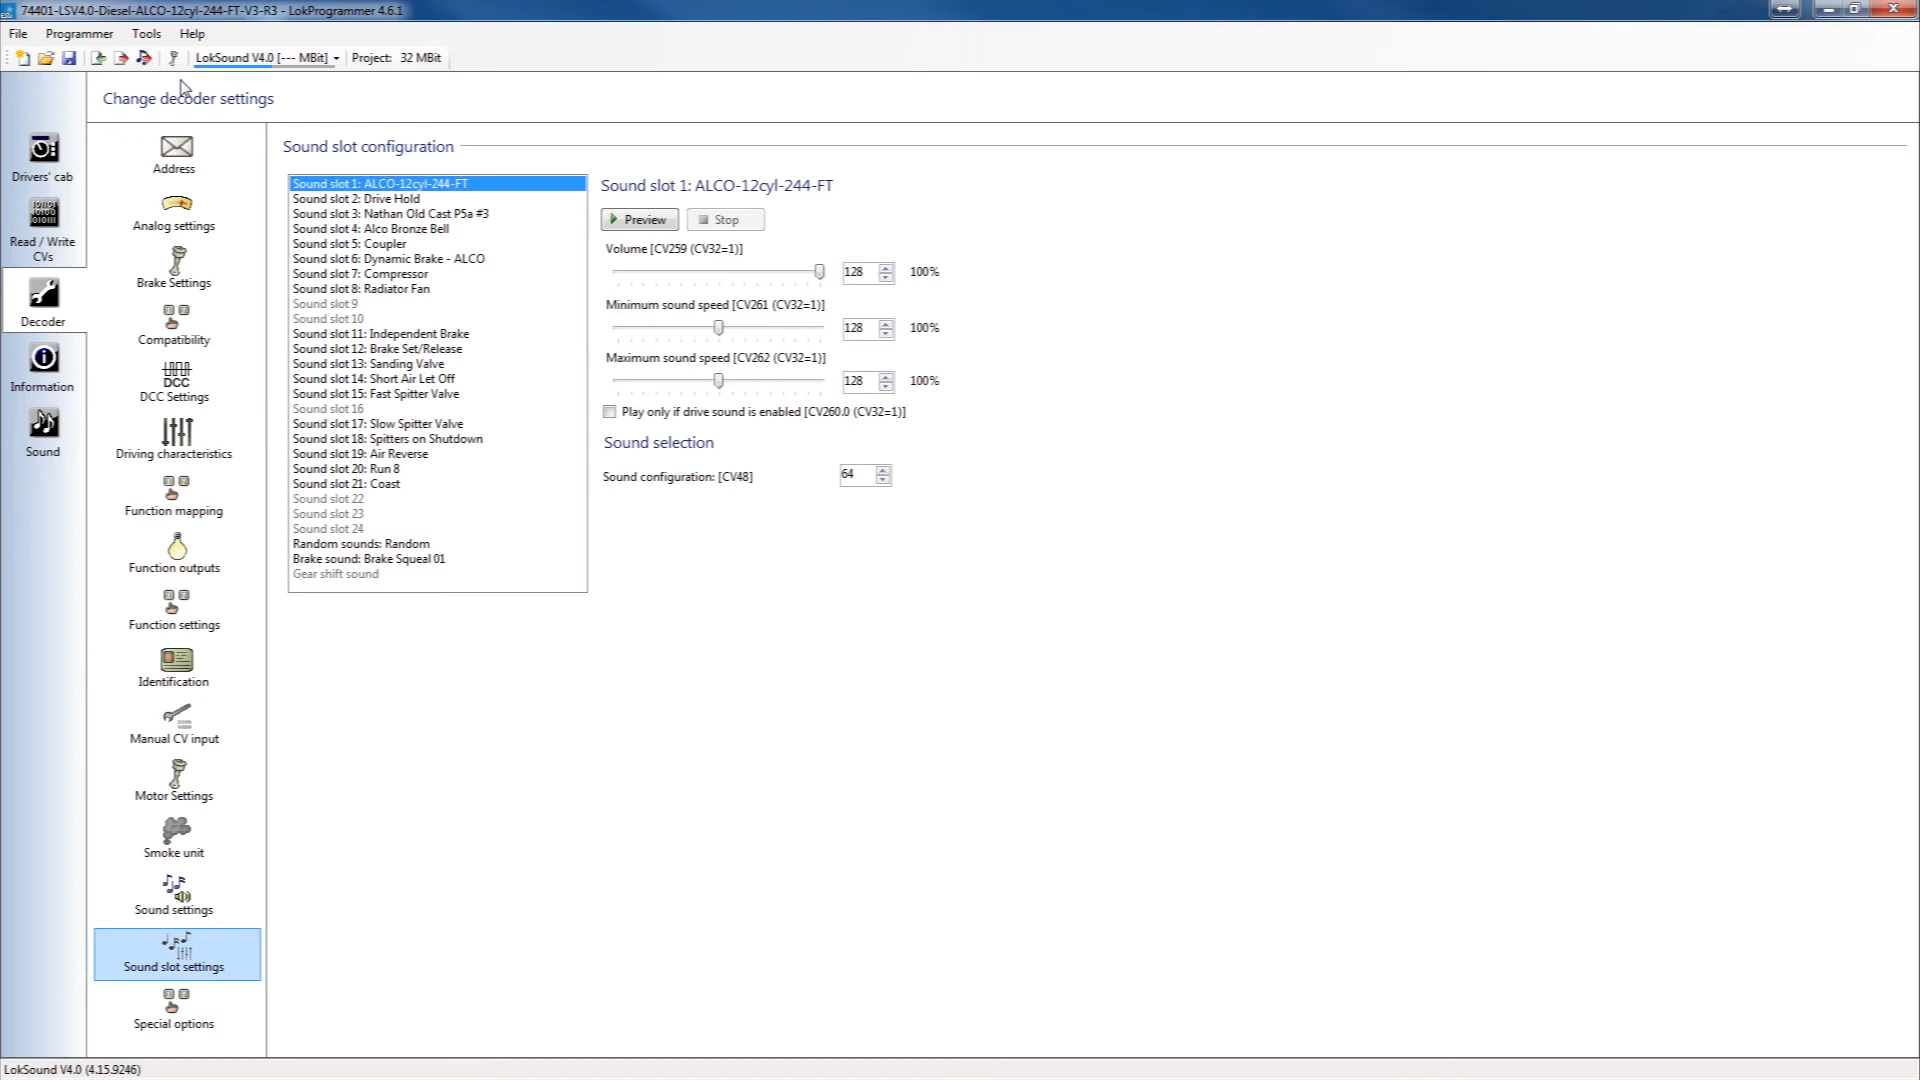 74401-LSV4.0-Diesel-ALCO-12cyl-244-FT-V3-R3 - LokProgrammer 4.6.1
File Programmer Tools Help
LokSound V4.0 [--- MBit] Project: 32 MBit
Change decoder settings
Drivers' cab
Read / Write
CVs
Decoder
Information
Sound
Address
Analog settings
Brake Settings
Compatibility
DCC
DCC Settings
Driving characteristics
Function mapping
Function outputs
Function settings
Identification
Manual CV input
Motor Settings
Smoke unit
Sound settings
Sound slot settings
Special options
Sound slot configuration
Sound slot 1: ALCO-12cyl-244-FT
Sound slot 2: Drive Hold
Sound slot 3: Nathan Old Cast P5a #3
Sound slot 4: Alco Bronze Bell
Sound slot 5: Coupler
Sound slot 6: Dynamic Brake - ALCO
Sound slot 7: Compressor
Sound slot 8: Radiator Fan
Sound slot 9
Sound slot 10
Sound slot 11: Independent Brake
Sound slot 12: Brake Set/Release
Sound slot 13: Sanding Valve
Sound slot 14: Short Air Let Off
Sound slot 15: Fast Spitter Valve
Sound slot 16
Sound slot 17: Slow Spitter Valve
Sound slot 18: Spitters on Shutdown
Sound slot 19: Air Reverse
Sound slot 20: Run 8
Sound slot 21: Coast
Sound slot 22
Sound slot 23
Sound slot 24
Random sounds: Random
Brake sound: Brake Squeal 01
Gear shift sound
Sound slot 1: ALCO-12cyl-244-FT
Preview Stop
Volume [CV259 (CV32=1)]
128 100%
Minimum sound speed [CV261 (CV32=1)]
128 100%
Maximum sound speed [CV262 (CV32=1)]
128 100%
Play only if drive sound is enabled [CV260.0 (CV32=1)]
Sound selection
Sound configuration: [CV48] 64
LokSound V4.0 (4.15.9246)